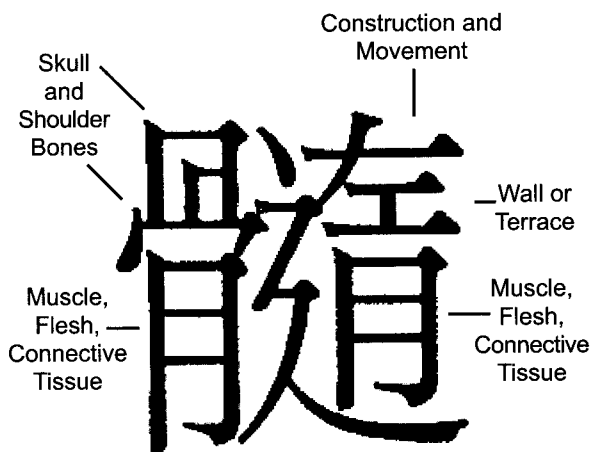 Construction and
Movement
Skull
and
Shoulder
Bones
髓
Wall or
Terrace
Muscle,
Flesh,
Connective
Tissue
Muscle,
Flesh,
Connective
Tissue